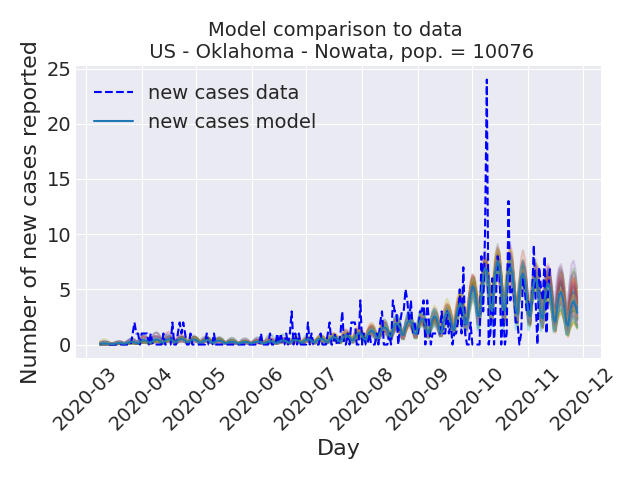 Model comparison to data
US - Oklahoma - Nowata, pop. = 10076
Number of new cases reported
25
20
15
10
5
0
new cases data
new cases model
2020-03
2020-04
2020-05
2020-06
2020-07
2020-08
2020-09
2020-10
2020-11
2020-12
Day